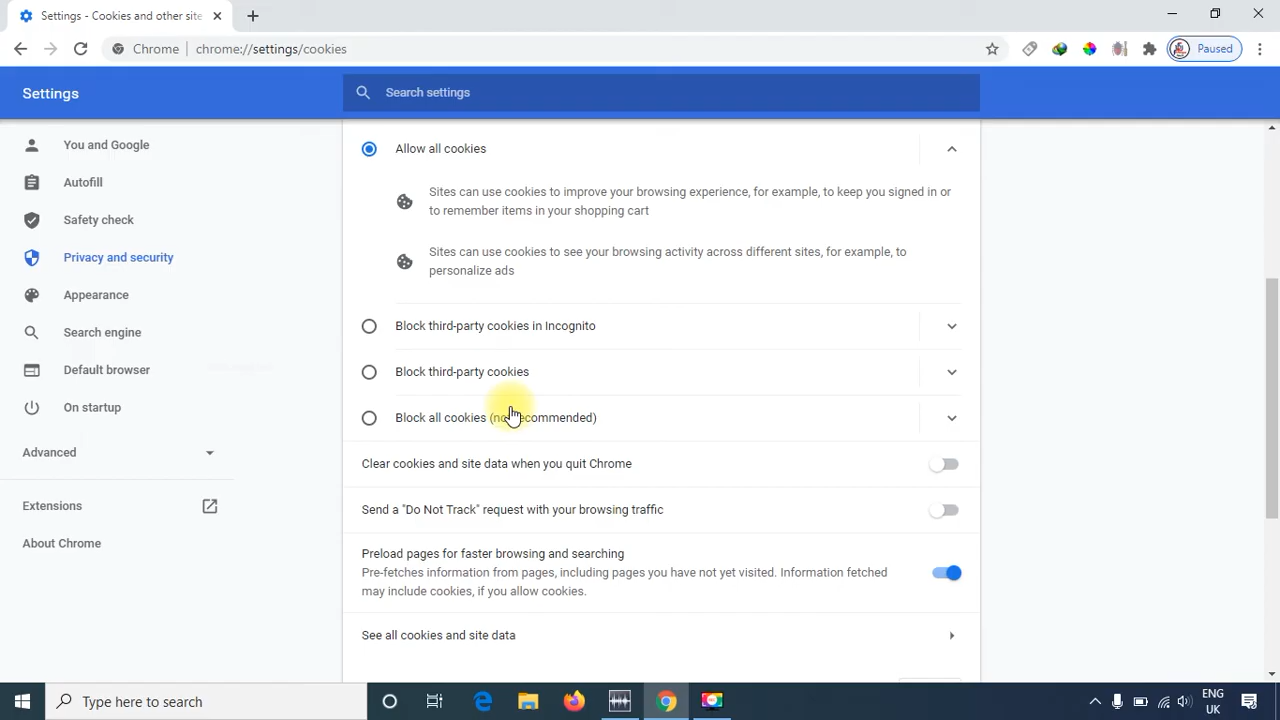 Settings - Cookies and other site
Chrome chrome://settings/cookies Paused
Settings
Search settings
You and Google
Autofill
Safety check
Privacy and security
Appearance
Search engine
Default browser
On startup
Advanced
Extensions
About Chrome
Allow all cookies
Sites can use cookies to improve your browsing experience, for example, to keep you signed in or
to remember items in your shopping cart
Sites can use cookies to see your browsing activity across different sites, for example, to
personalize ads
Block third-party cookies in Incognito
Block third-party cookies
Block all cookies
Clear cookies and site data when you quit Chrome
Send a "Do Not Track" request with your browsing traffic
Preload pages for faster browsing and searching
Pre-fetches information from pages, including pages you have not yet visited. Information fetched
may include cookies, if you allow cookies.
See all cookies and site data
Type here to search
ENG
UK